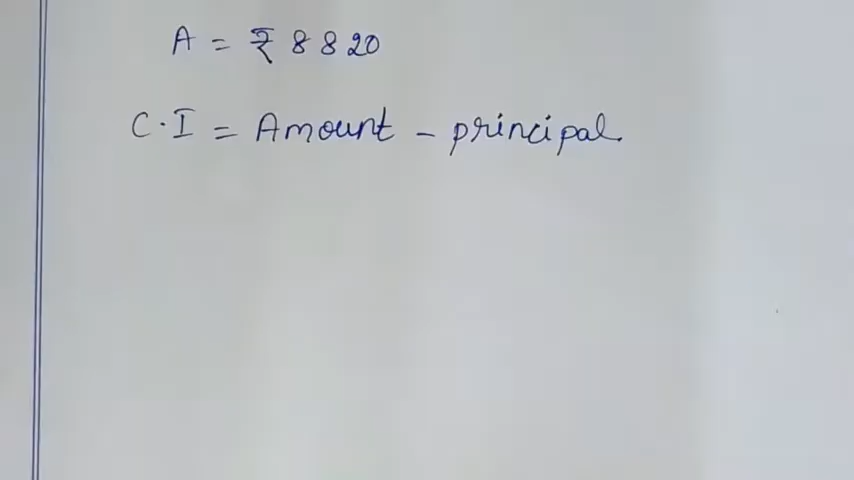 A = ₹ 8820
C.I = Amount - principal.